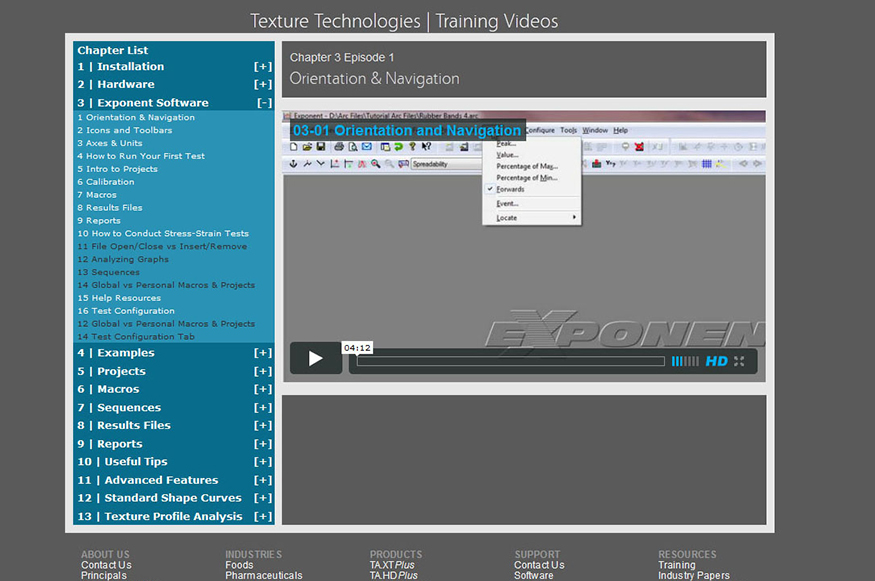 Texture Technologies | Training Videos
Chapter List
1 | Installation [+]
2 | Hardware [+]
3 | Exponent Software [-]
1 Orientation & Navigation
2 Icons and Toolbars
3 Axes & Units
4 How to Run Your First Test
5 Intro to Projects
6 Calibration
7 Macros
8 Results Files
9 Reports
10 How to Conduct Stress-Strain Tests
11 File Open/Close vs Insert/Remove
12 Analyzing Graphs
13 Sequences
14 Global vs Personal Macros & Projects
15 Help Resources
16 Test Configuration
12 Global vs Personal Macros & Projects
14 Test Configuration Tab
4 | Examples [+]
5 | Projects [+]
6 | Macros [+]
7 | Sequences [+]
8 | Results Files [+]
9 | Reports [+]
10 | Useful Tips [+]
11 | Advanced Features [+]
12 | Standard Shape Curves [+]
13 | Texture Profile Analysis [+]
Chapter 3 Episode 1
Orientation & Navigation
Exponent - D:\Arc Files\Tutorial Arc Files\Rubber Bands 4.arc
03-01 Orientation and Navigation
Configure Tools Window Help
Peak...
Value...
Percentage of Max...
Percentage of Min...
Forwards
Event...
Locate
Spreadability
EXPONEN
04:12
HD
ABOUT US
Contact Us
Principals
INDUSTRIES
Foods
Pharmaceuticals
PRODUCTS
TA.XTPlus
TA.HDPlus
SUPPORT
Contact Us
Software
RESOURCES
Training
Industry Papers